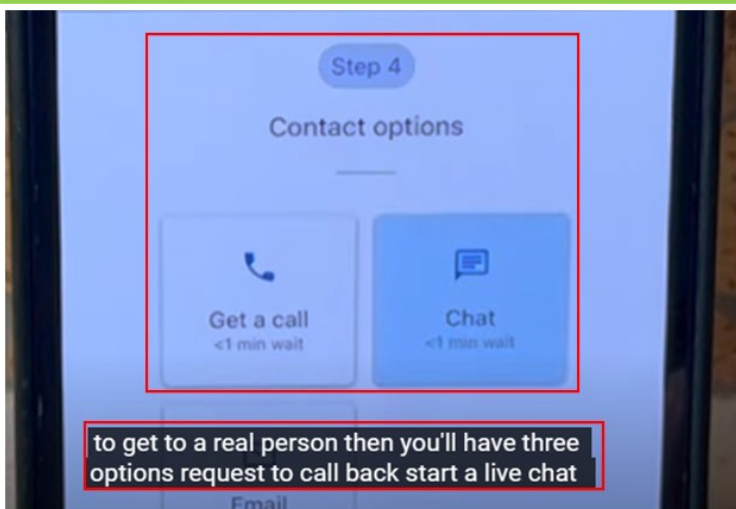 Step 4
Contact options
Get a call
<1 min wait
Chat
<1 min wait
to get to a real person then you'll have three
options request to call back start a live chat
Email